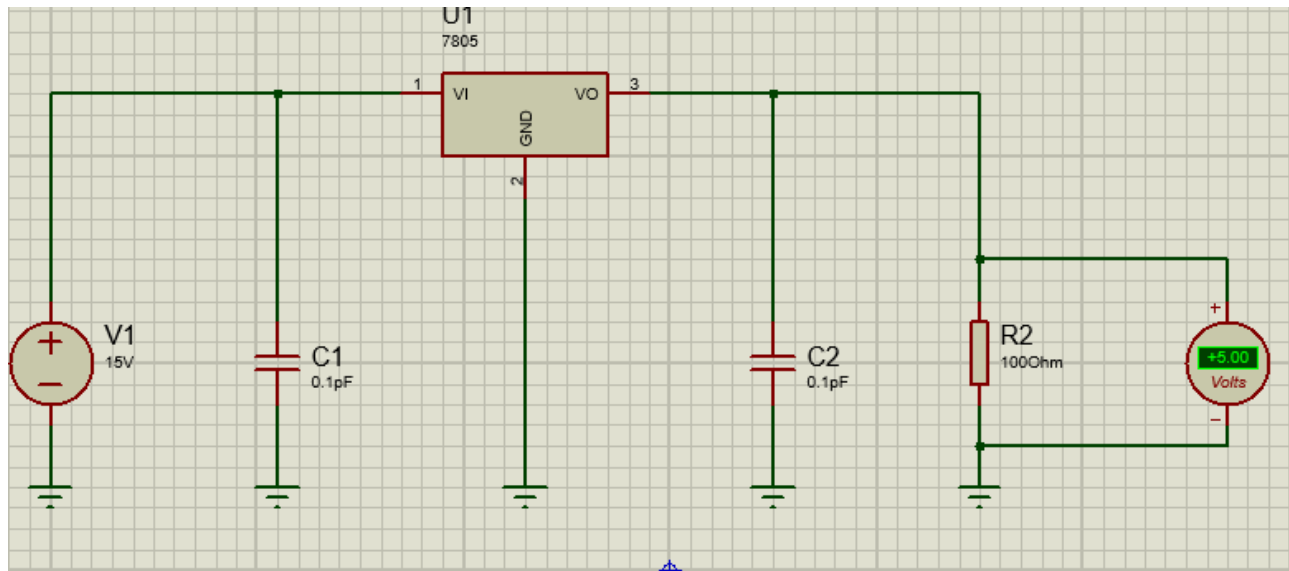 U1
7805
1
VI
VO
3
GND
2
V1
15V
C1
0.1pF
C2
0.1pF
R2
100Ohm
+5.00
Volts